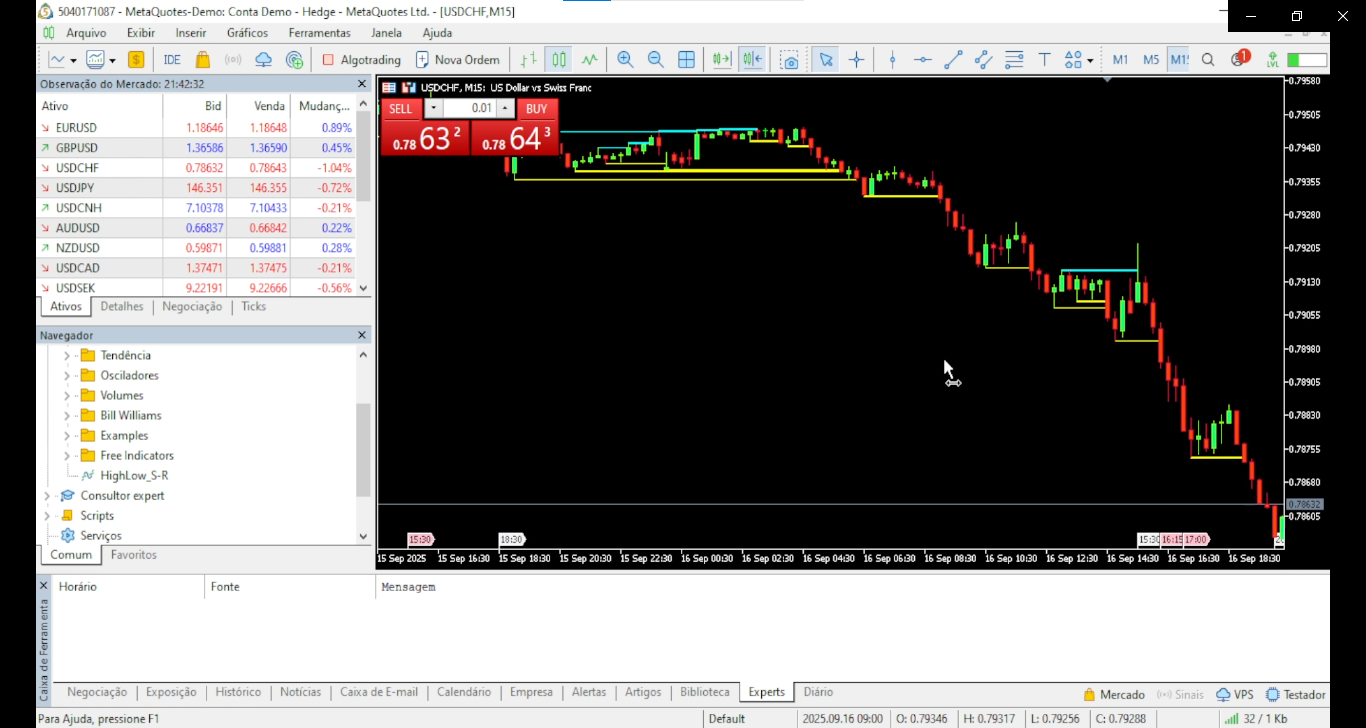 5040171087 - MetaQuotes-Demo: Conta Demo - Hedge - MetaQuotes Ltd. - [USDCHF,M15]
Arquivo Exibir Inserir Gráficos Ferramentas Janela Ajuda
IDE Algotrading Nova Ordem M1 M5 1 LVL
Observação do Mercado: 21:42:32
Ativo Bid Venda Mudanç...
EURUSD 1.18646 1.18648 0.89%
GBPUSD 1.36586 1.36590 0.45%
USDCHF 0.78632 0.78643 -1.04%
USDJPY 146.351 146.355 -0.72%
USDCNH 7.10378 7.10433 -0.21%
AUDUSD 0.66837 0.66842 0.22%
NZDUSD 0.59871 0.59881 0.28%
USDCAD 1.37471 1.37475 -0.21%
USDSEK 9.22191 9.22666 -0.56%
Ativos Detalhes Negociação Ticks
Navegador
Tendência
Osciladores
Volumes
Bill Williams
Examples
Free Indicators
HighLow_S-R
Consultor expert
Scripts
Serviços
Comum Favoritos
USDCHF, M15: US Dollar vs Swiss Franc
SELL 0.01 BUY
0.78 63 2 0.78 64 3
0.79580
0.79505
0.79430
0.79355
0.79280
0.79205
0.79130
0.79055
0.78980
0.78905
0.78830
0.78755
0.78680
0.78632
0.78605
15:30 18:30 15:30 16:15 17:00
15 Sep 2025 15 Sep 16:30 15 Sep 18:30 15 Sep 20:30 15 Sep 22:30 16 Sep 00:30 16 Sep 02:30 16 Sep 04:30 16 Sep 06:30 16 Sep 08:30 16 Sep 10:30 16 Sep 12:30 16 Sep 14:30 16 Sep 16:30 16 Sep 18:30
Horário Fonte Mensagem
Caixa de Ferramenta
Negociação Exposição Histórico Notícias Caixa de E-mail Calendário Empresa Alertas Artigos Biblioteca Experts Diário
Mercado Sinais VPS Testador
Para Ajuda, pressione F1 Default 2025.09.16 09:00 O: 0.79346 H: 0.79317 L: 0.79256 C: 0.79288 32 / 1 Kb